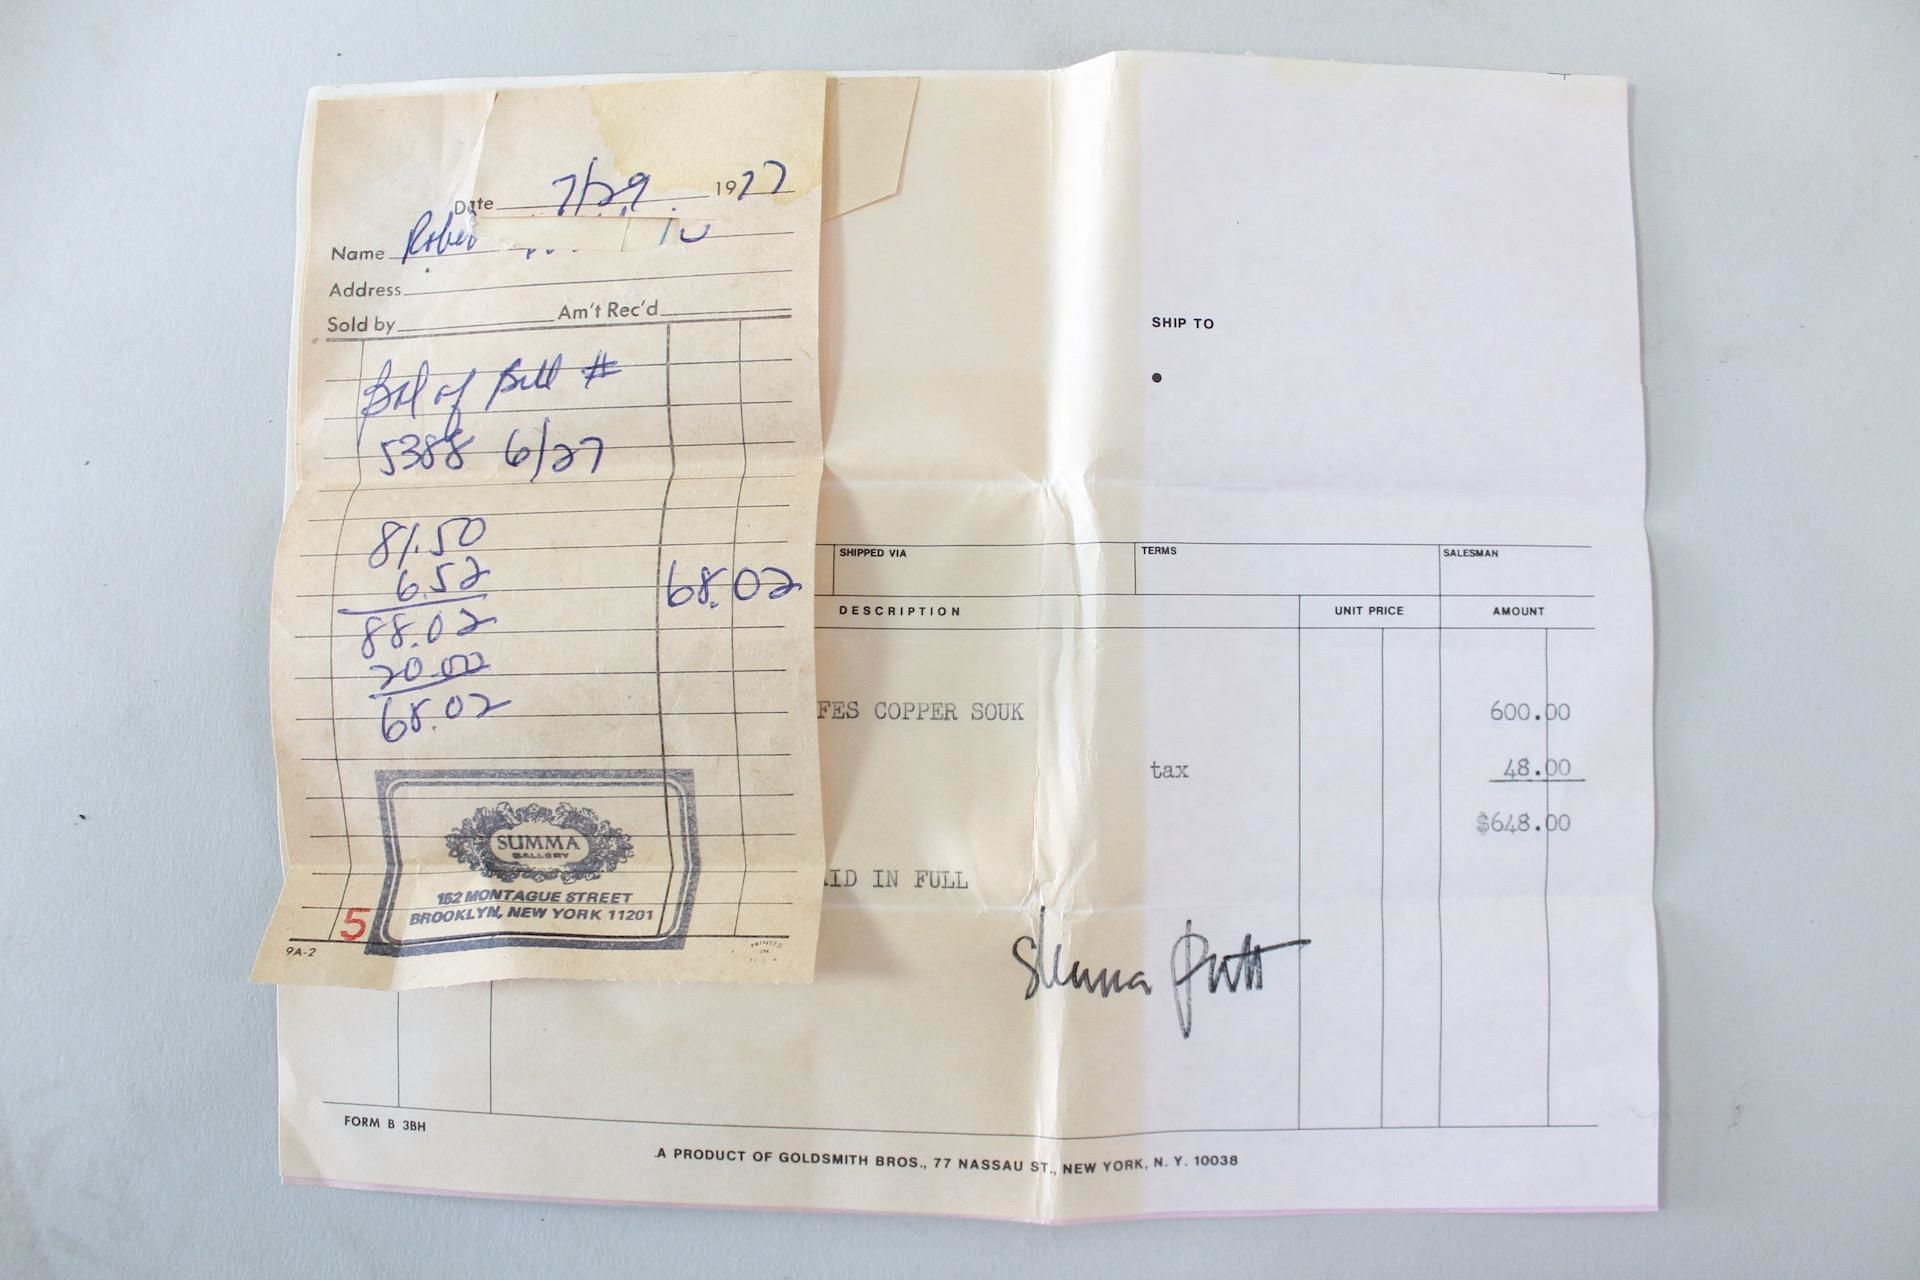 Date 7/29 1977
Name
Address
Sold by Am't Rec'd
Bal of Bill #
5388 6/27
81.50
6.52 68.02
88.02
20.00
68.02
SUMMA
GALLERY
152 MONTAGUE STREET
BROOKLYN, NEW YORK 11201
5
9A-2
PRINTED
IN
U.S.A.
SHIP TO
SHIPPED VIA TERMS SALESMAN
DESCRIPTION UNIT PRICE AMOUNT
FES COPPER SOUK 600.00
tax 48.00
$648.00
AID IN FULL
FORM B 3BH
A PRODUCT OF GOLDSMITH BROS., 77 NASSAU ST., NEW YORK, N. Y. 10038